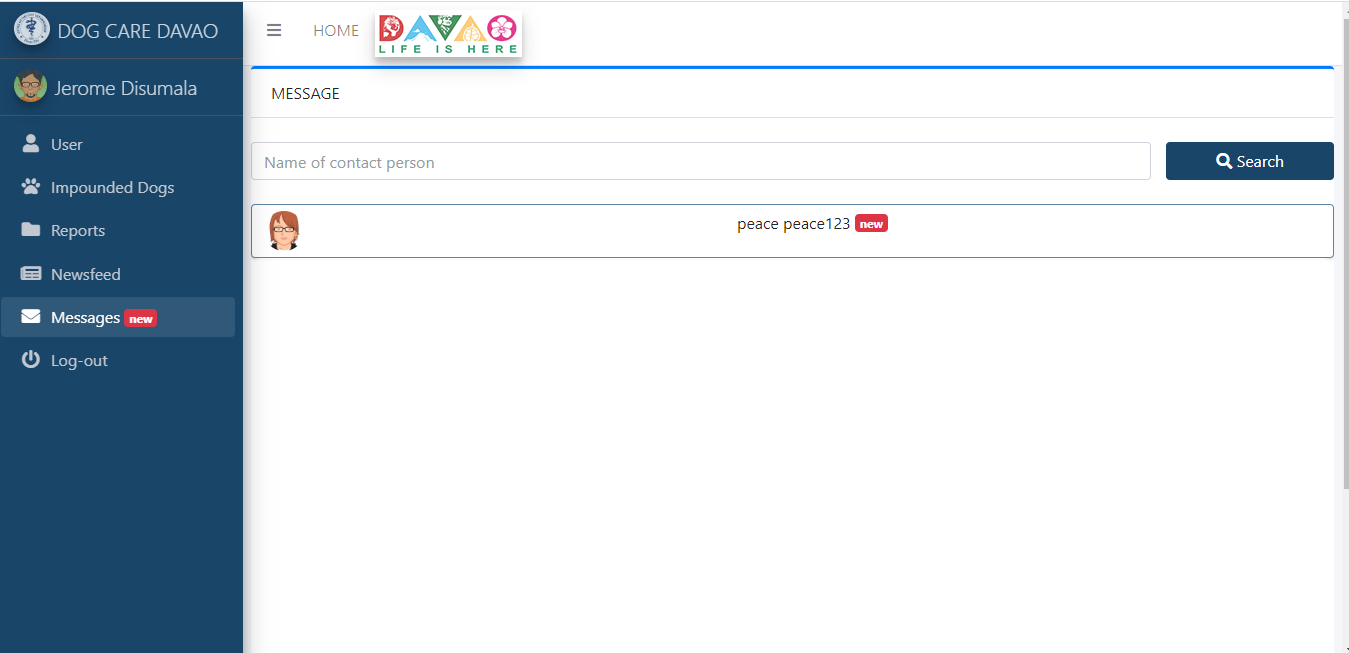 DOG CARE DAVAO
HOME
DAVAO
LIFE IS HERE
Jerome Disumala
User
Impounded Dogs
Reports
Newsfeed
Messages new
Log-out
MESSAGE
Name of contact person
Search
peace peace123 new